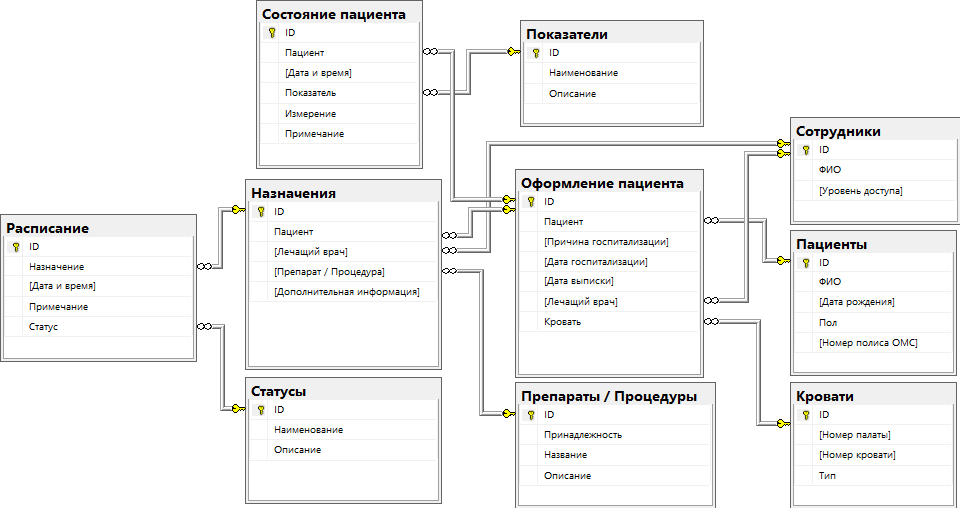 Состояние пациента
ID
Пациент
[Дата и время]
Показатель
Измерение
Примечание
Показатели
ID
Наименование
Описание
Сотрудники
ID
ФИО
[Уровень доступа]
Назначения
ID
Пациент
[Лечащий врач]
[Препарат / Процедура]
[Дополнительная информация]
Оформление пациента
ID
Пациент
[Причина госпитализации]
[Дата госпитализации]
[Дата выписки]
[Лечащий врач]
Кровать
Расписание
ID
Назначение
[Дата и время]
Примечание
Статус
Пациенты
ID
ФИО
[Дата рождения]
Пол
[Номер полиса ОМС]
Статусы
ID
Наименование
Описание
Препараты / Процедуры
ID
Принадлежность
Название
Описание
Кровати
ID
[Номер палаты]
[Номер кровати]
Тип